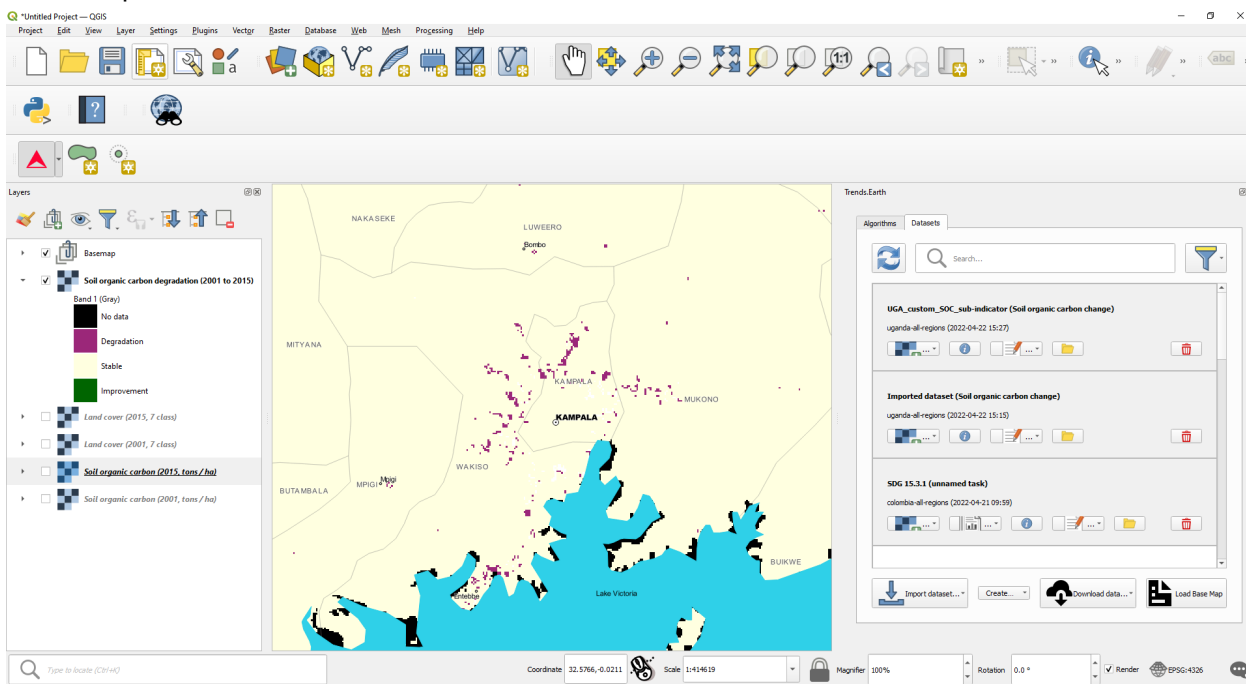 *Untitled Project — QGIS
Project Edit View Layer Settings Plugins Vector Raster Database Web Mesh Processing Help
1:1
abc
Layers
Basemap
Soil organic carbon degradation (2001 to 2015)
Band 1 (Gray)
No data
Degradation
Stable
Improvement
Land cover (2015, 7 class)
Land cover (2001, 7 class)
Soil organic carbon (2015, tons / ha)
Soil organic carbon (2001, tons / ha)
NAKASEKE
LUWEERO
Bombo
MITYANA
KAMPALA
MUKONO
KAMPALA
WAKISO
MPIGI
Mpigi
BUTAMBALA
BUIKWE
Entebbe
Lake Victoria
Trends.Earth
Algorithms Datasets
Search...
UGA_custom_SOC_sub-indicator (Soil organic carbon change)
uganda-all-regions (2022-04-22 15:27)
Imported dataset (Soil organic carbon change)
uganda-all-regions (2022-04-22 15:15)
SDG 15.3.1 (unnamed task)
colombia-all-regions (2022-04-21 09:59)
Import dataset... Create... Download data... Load Base Map
Type to locate (Ctrl+K) Coordinate 32.5766,-0.0211 Scale 1:414619 Magnifier 100% Rotation 0.0 ° Render EPSG:4326